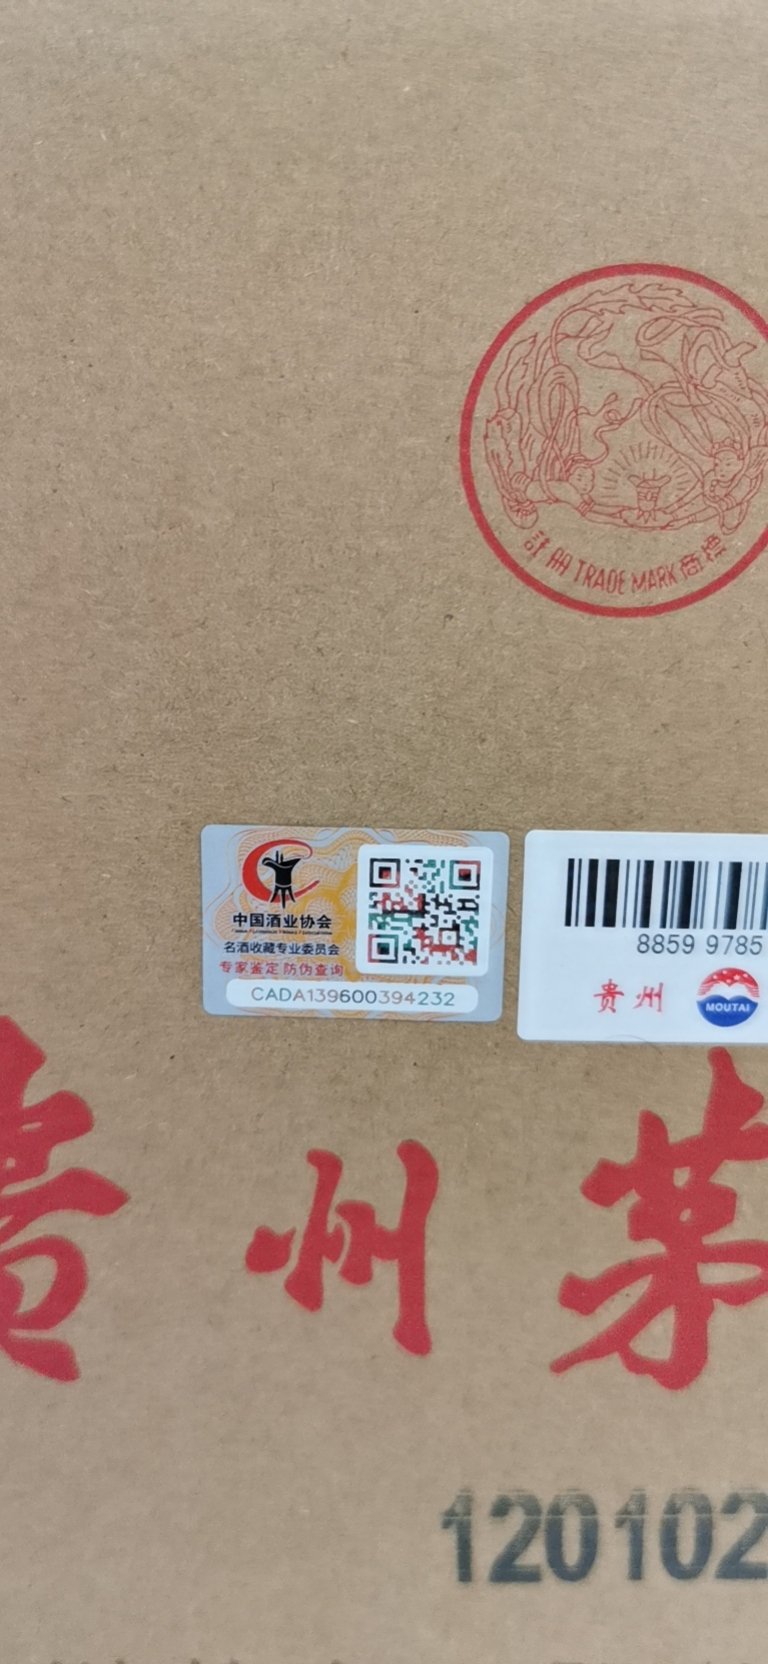 註冊 TRADE MARK 商標
中国酒业协会
名酒收藏专业委员会
专家鉴定 防伪查询
CADA139600394232
8859 9785
贵州
MOUTAI
贵州茅
120102